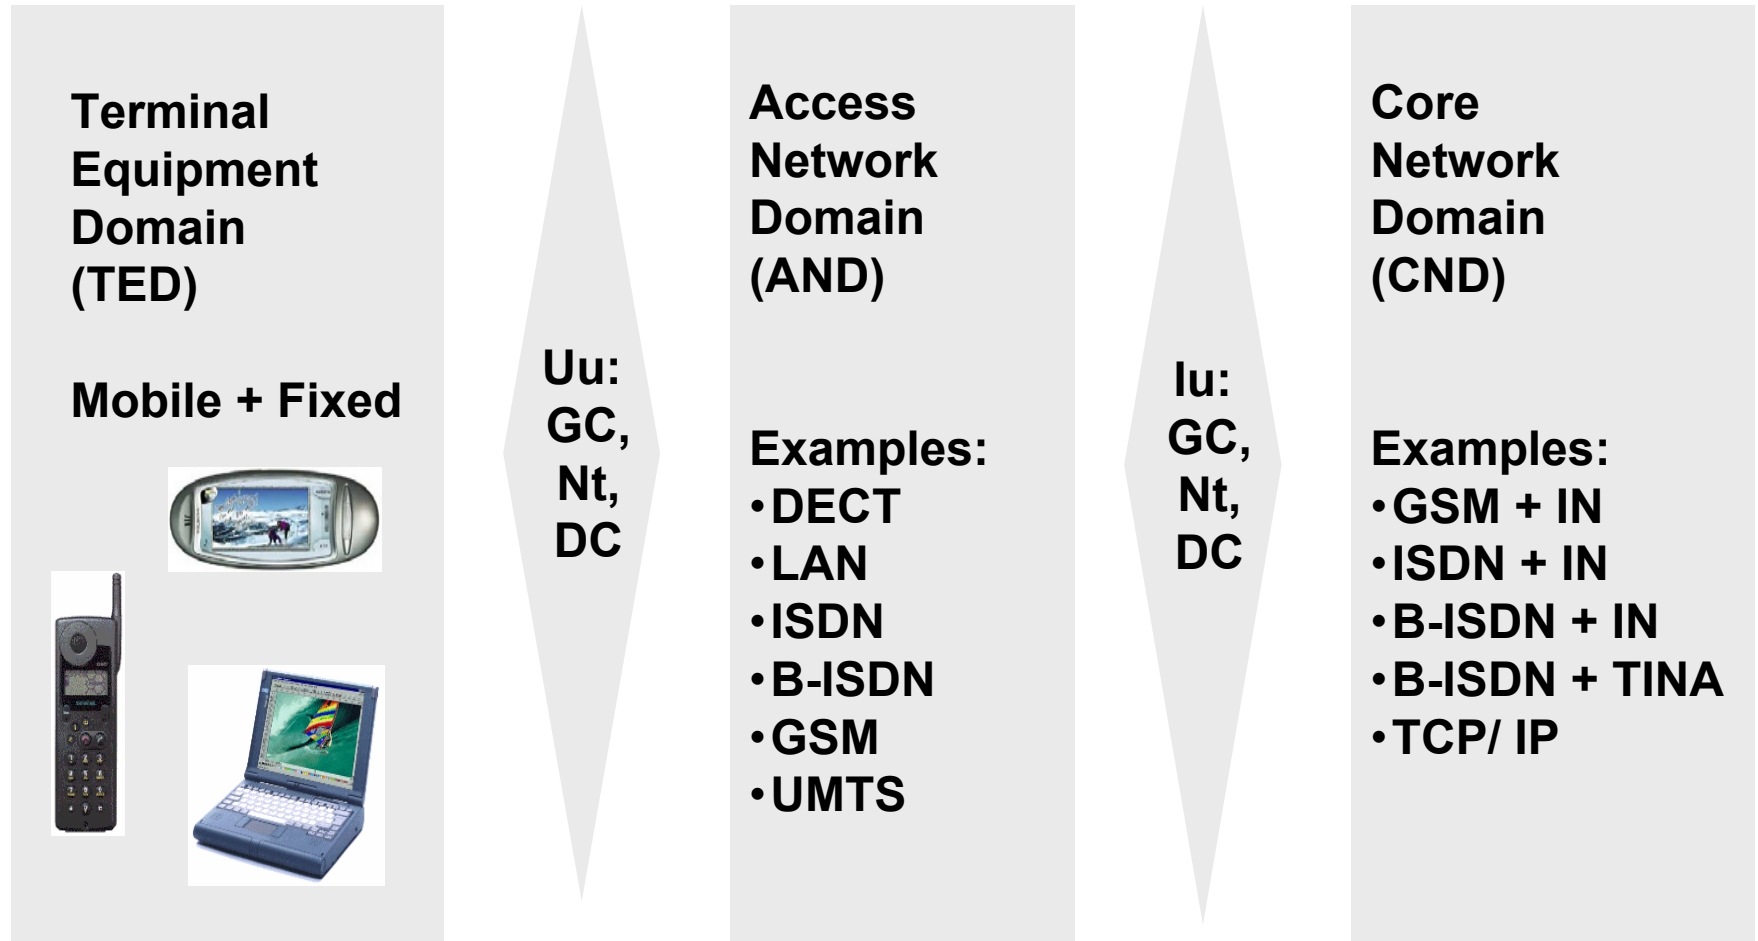 Terminal
Equipment
Domain
(TED)
Mobile + Fixed
Uu:
GC,
Nt,
DC
Access
Network
Domain
(AND)
Examples:
•DECT
•LAN
•ISDN
•B-ISDN
•GSM
•UMTS
Iu:
GC,
Nt,
DC
Core
Network
Domain
(CND)
Examples:
•GSM + IN
•ISDN + IN
•B-ISDN + IN
•B-ISDN + TINA
•TCP/ IP